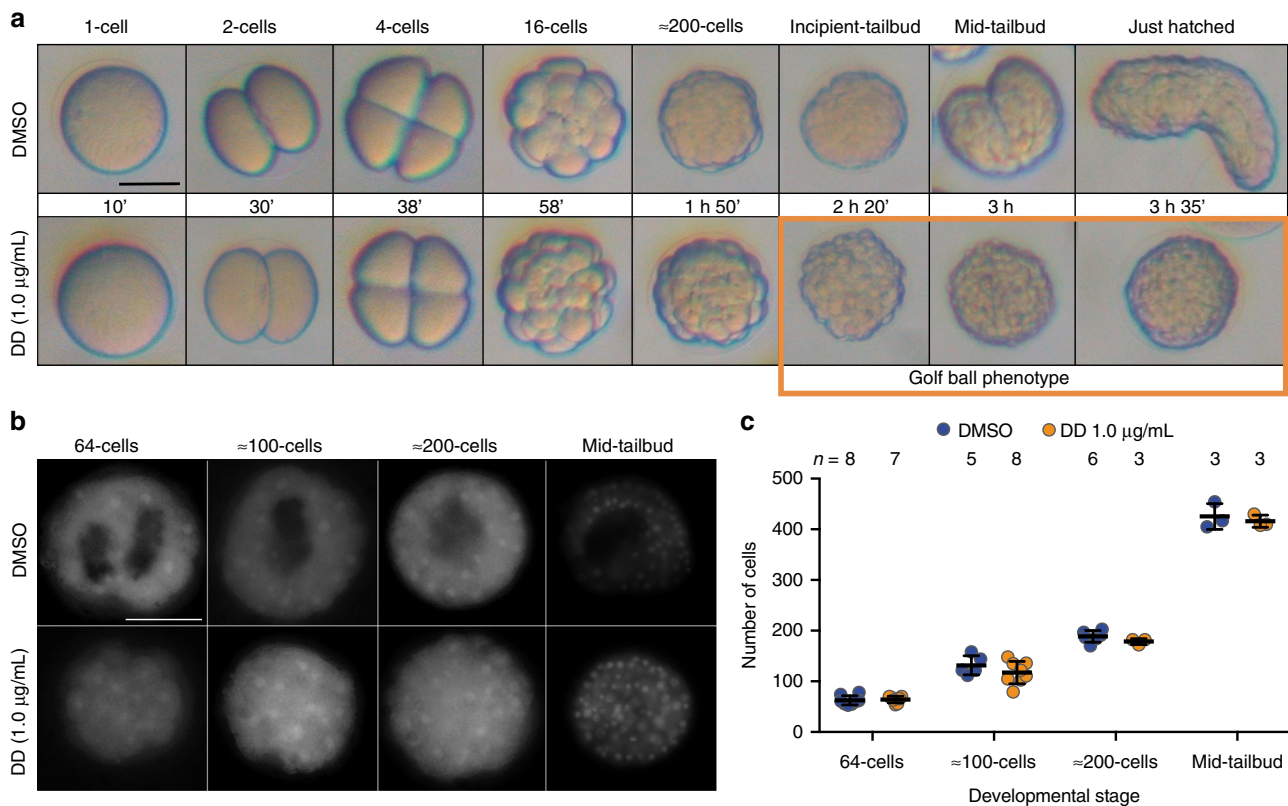 a
1-cell 2-cells 4-cells 16-cells ≈200-cells Incipient-tailbud Mid-tailbud Just hatched
DMSO
10’ 30’ 38’ 58’ 1 h 50’ 2 h 20’ 3 h 3 h 35’
DD (1.0 μg/mL)
Golf ball phenotype
b
64-cells ≈100-cells ≈200-cells Mid-tailbud
DMSO
DD (1.0 μg/mL)
c
DMSO DD 1.0 μg/mL
n = 8 7 5 8 6 3 3 3
500
400
300
200
100
0
Number of cells
64-cells ≈100-cells ≈200-cells Mid-tailbud
Developmental stage